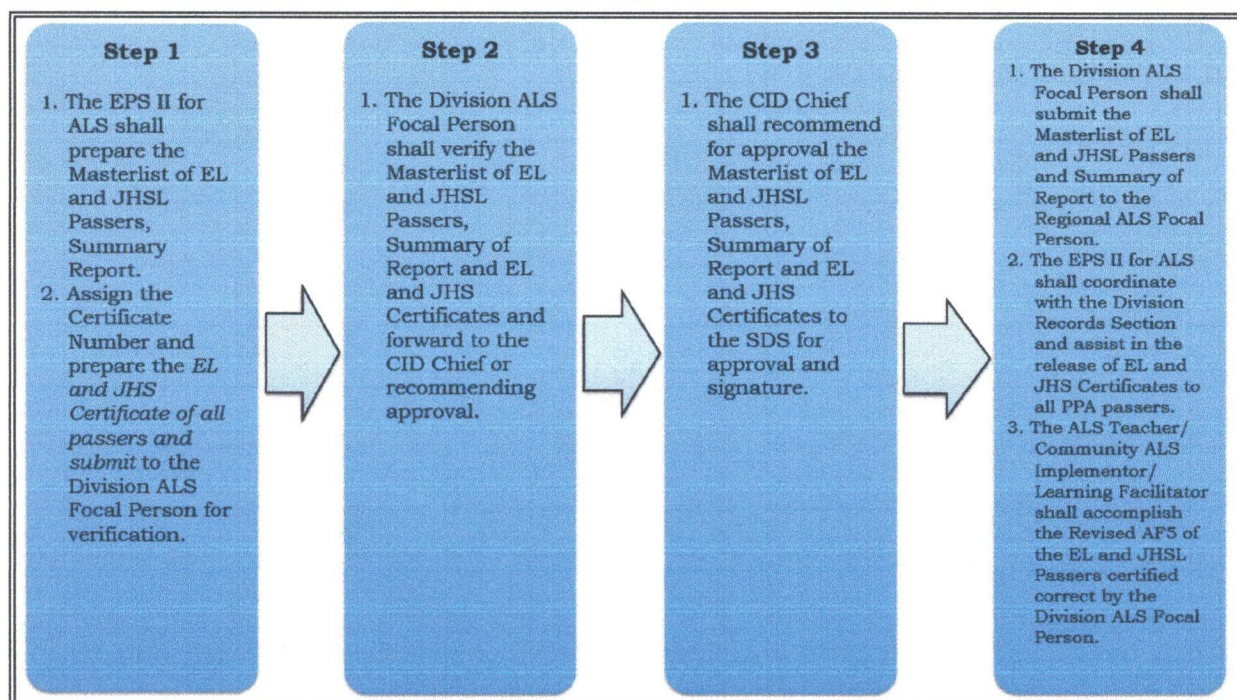 Step 1
1. The EPS II for
ALS shall
prepare the
Masterlist of EL
and JHSL
Passers,
Summary
Report.
2. Assign the
Certificate
Number and
prepare the EL
and JHS
Certificate of all
passers and
submit to the
Division ALS
Focal Person for
verification.
Step 2
1. The Division ALS
Focal Person
shall verify the
Masterlist of EL
and JHSL
Passers,
Summary of
Report and EL
and JHS
Certificates and
forward to the
CID Chief or
recommending
approval.
Step 3
1. The CID Chief
shall recommend
for approval the
Masterlist of EL
and JHSL
Passers,
Summary of
Report and EL
and JHS
Certificates to
the SDS for
approval and
signature.
Step 4
1. The Division ALS
Focal Person shall
submit the
Masterlist of EL
and JHSL Passers
and Summary of
Report to the
Regional ALS Focal
Person.
2. The EPS II for ALS
shall coordinate
with the Division
Records Section
and assist in the
release of EL and
JHS Certificates to
all PPA passers.
3. The ALS Teacher/
Community ALS
Implementor/
Learning Facilitator
shall accomplish
the Revised AF5 of
the EL and JHSL
Passers certified
correct by the
Division ALS Focal
Person.